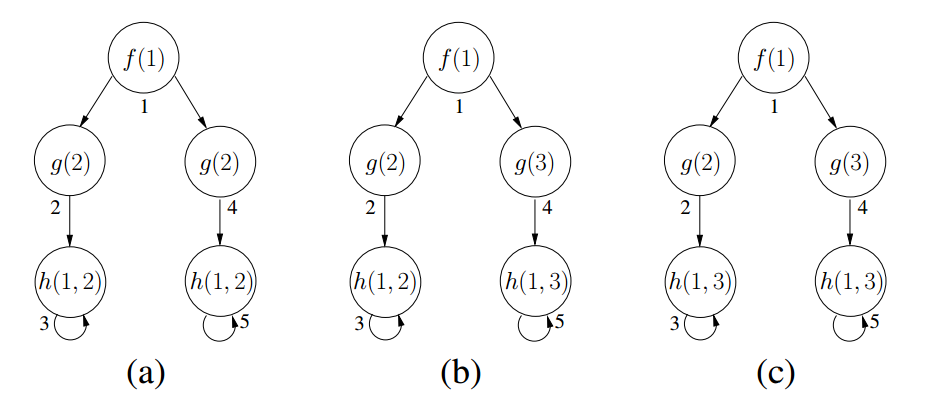 f(1) f(1) f(1)
1 1 1
g(2) g(2) g(2) g(3) g(2) g(3)
2 4 2 4 2 4
h(1, 2) h(1, 2) h(1, 2) h(1, 3) h(1, 3) h(1, 3)
3 5 3 5 3 5
(a) (b) (c)